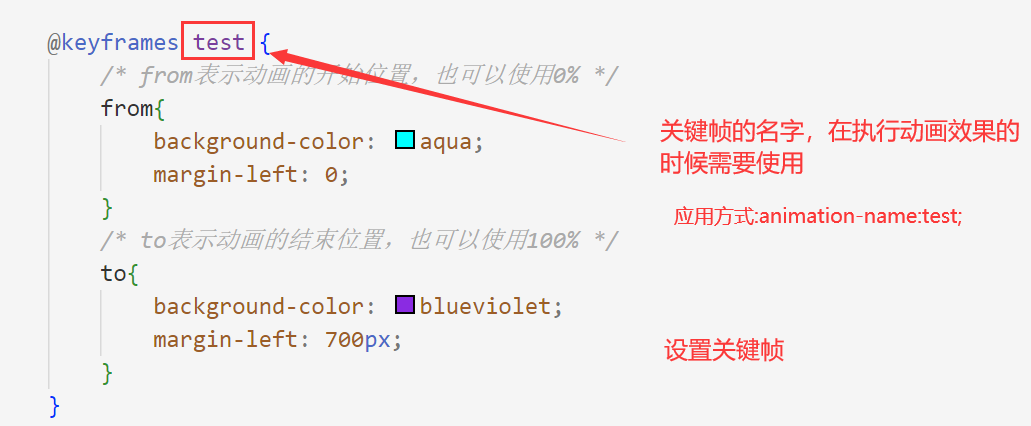 @keyframes test {
/* from表示动画的开始位置，也可以使用0% */
from{
background-color: aqua;
margin-left: 0;
}
/* to表示动画的结束位置，也可以使用100% */
to{
background-color: blueviolet;
margin-left: 700px;
}
}
关键帧的名字，在执行动画效果的
时候需要使用
应用方式:animation-name:test;
设置关键帧